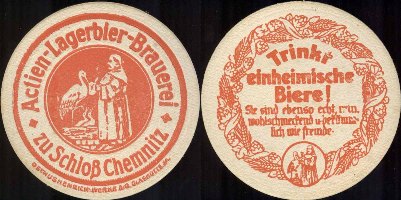 Actien-Lagerbier-Brauerei
zu Schloß Chemnitz
Trinkt
einheimische
Biere!
Sie sind ebenso echt, rein,
wohlschmeckend u. bekömm-
lich wie fremde.